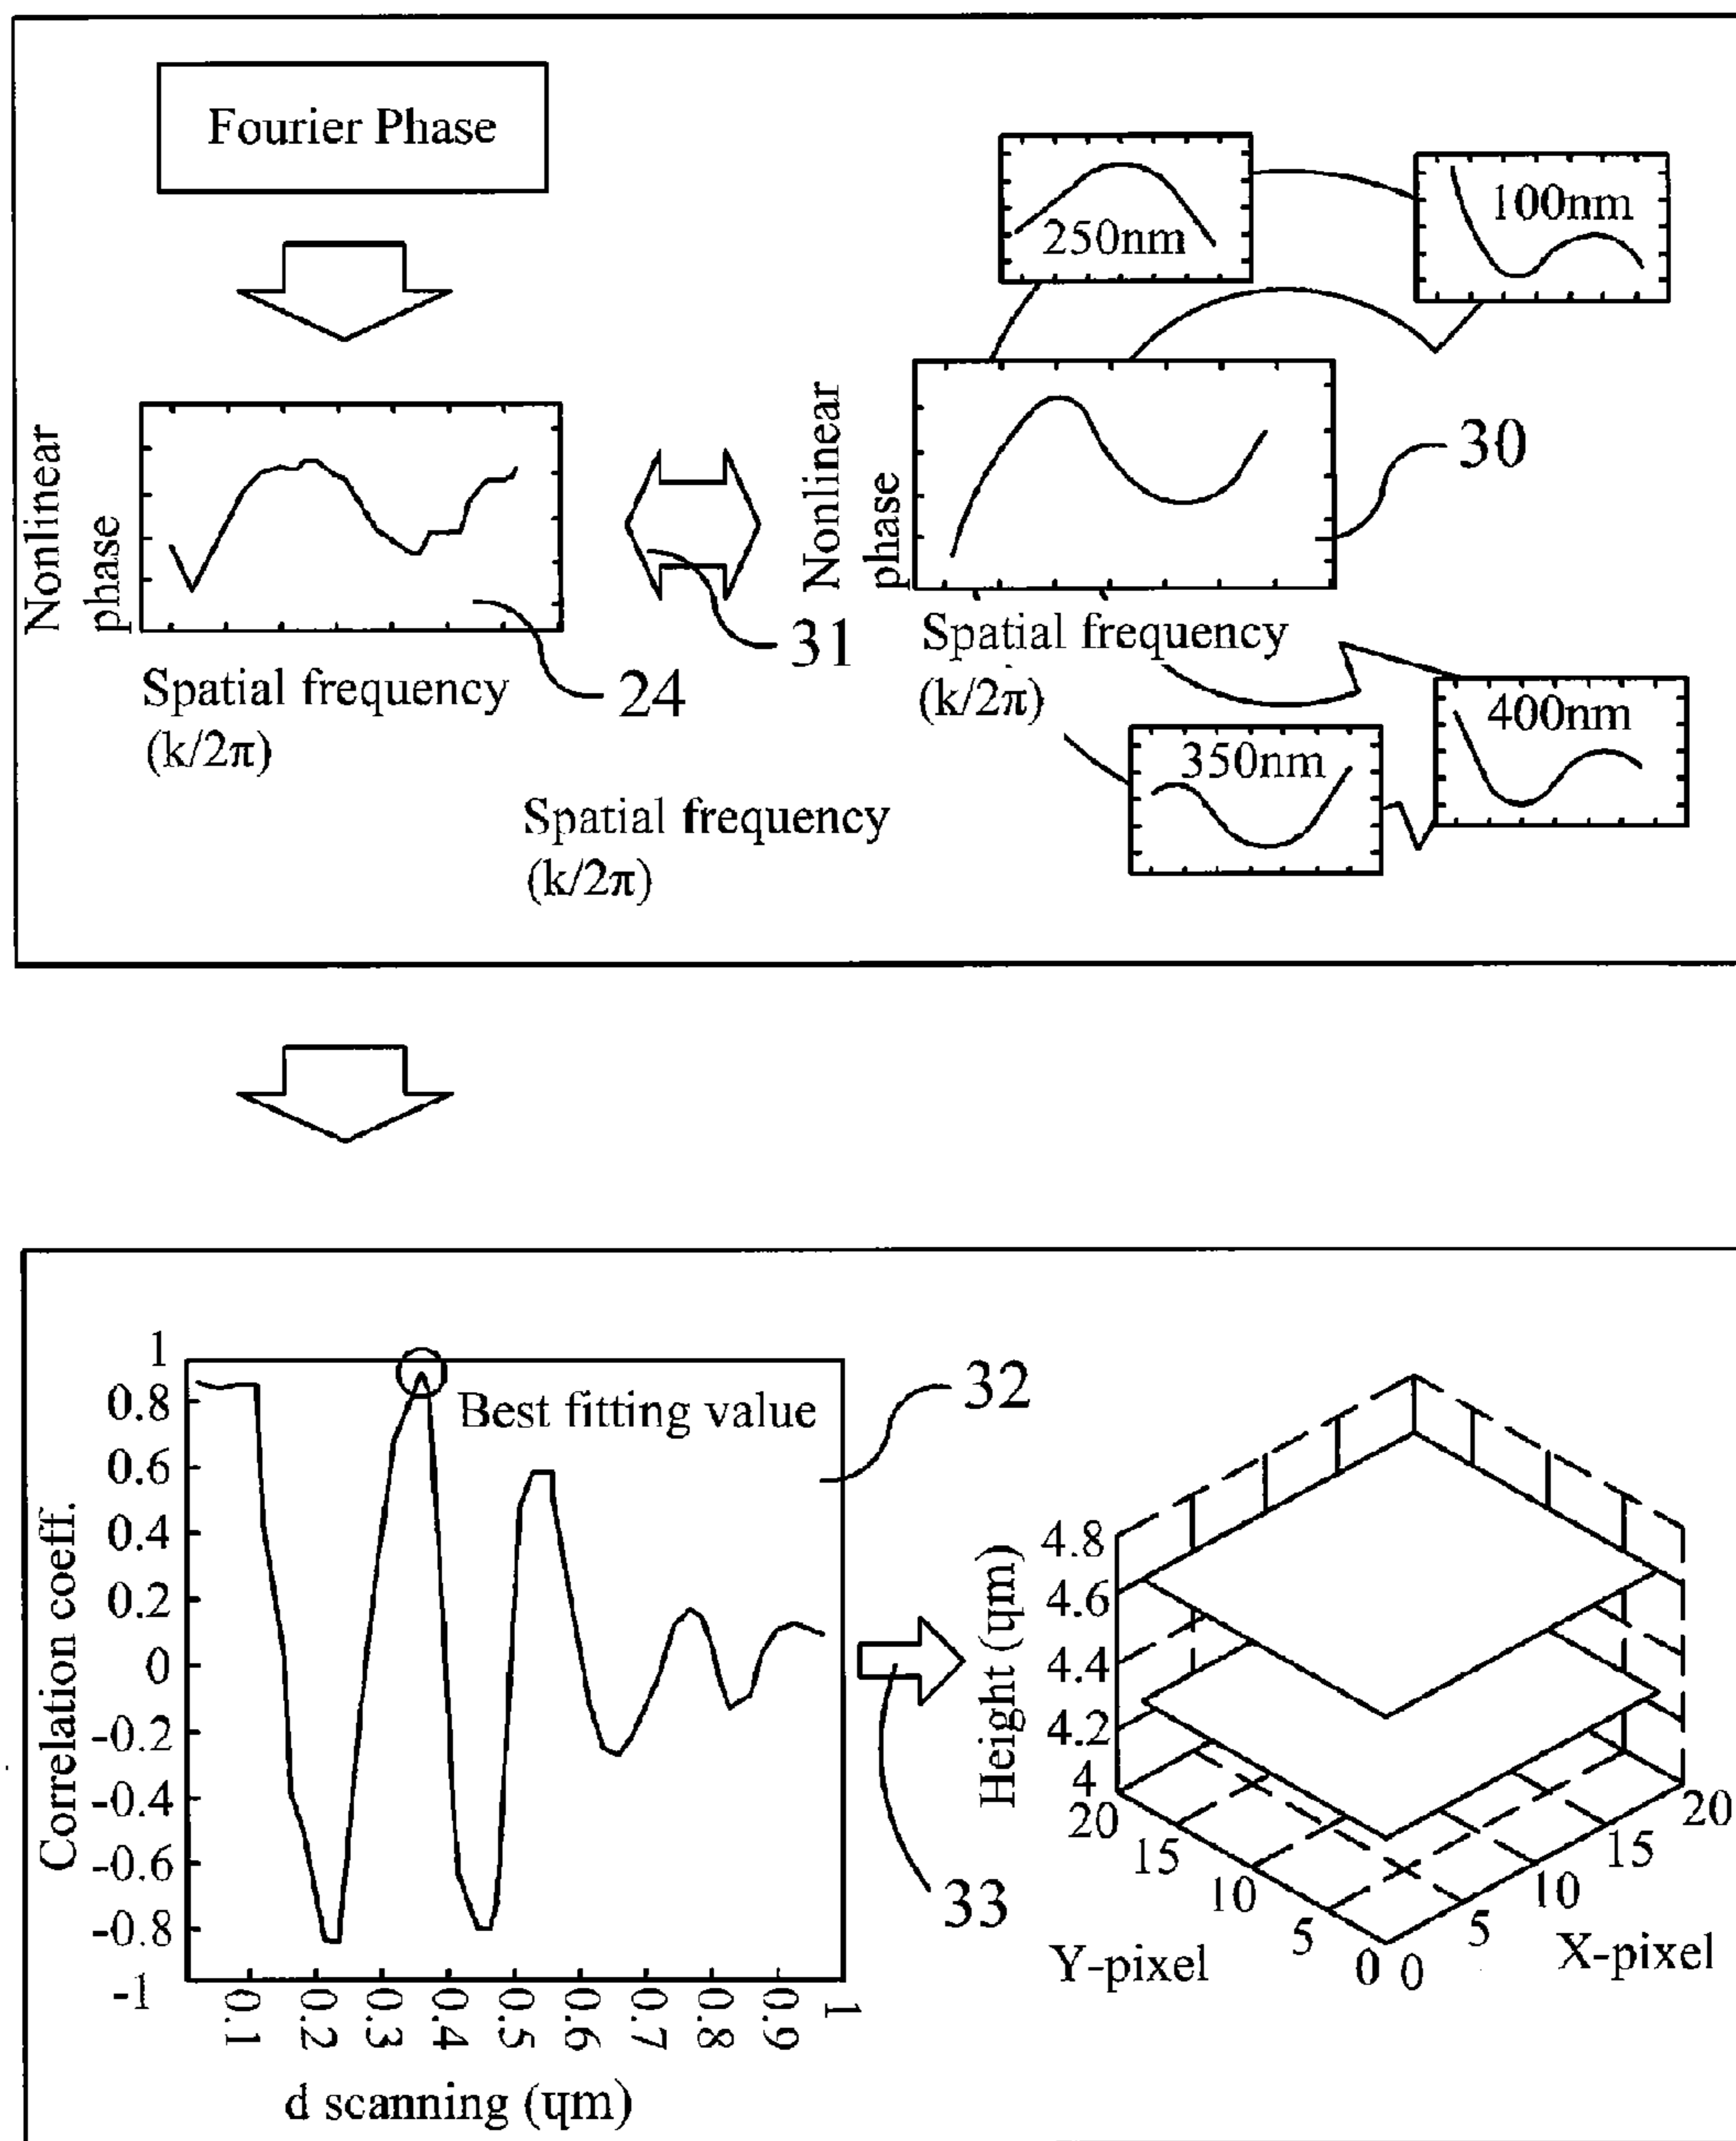 Fourier Phase
250nm
100nm
Nonlinear
phase
Nonlinear
phase
30
31
24
Spatial frequency
(k/2π)
Spatial frequency
(k/2π)
400nm
350nm
Spatial frequency
(k/2π)
1
0.8
0.6
0.4
0.2
0
-0.2
-0.4
-0.6
-0.8
-1
Correlation coeff.
Best fitting value
32
0.1
0.2
0.3
0.4
0.5
0.6
0.7
0.8
0.9
1
d scanning (ɥm)
33
Height (ɥm)
4.8
4.6
4.4
4.2
4
20
15
10
5
0
Y-pixel
0
5
10
15
20
X-pixel